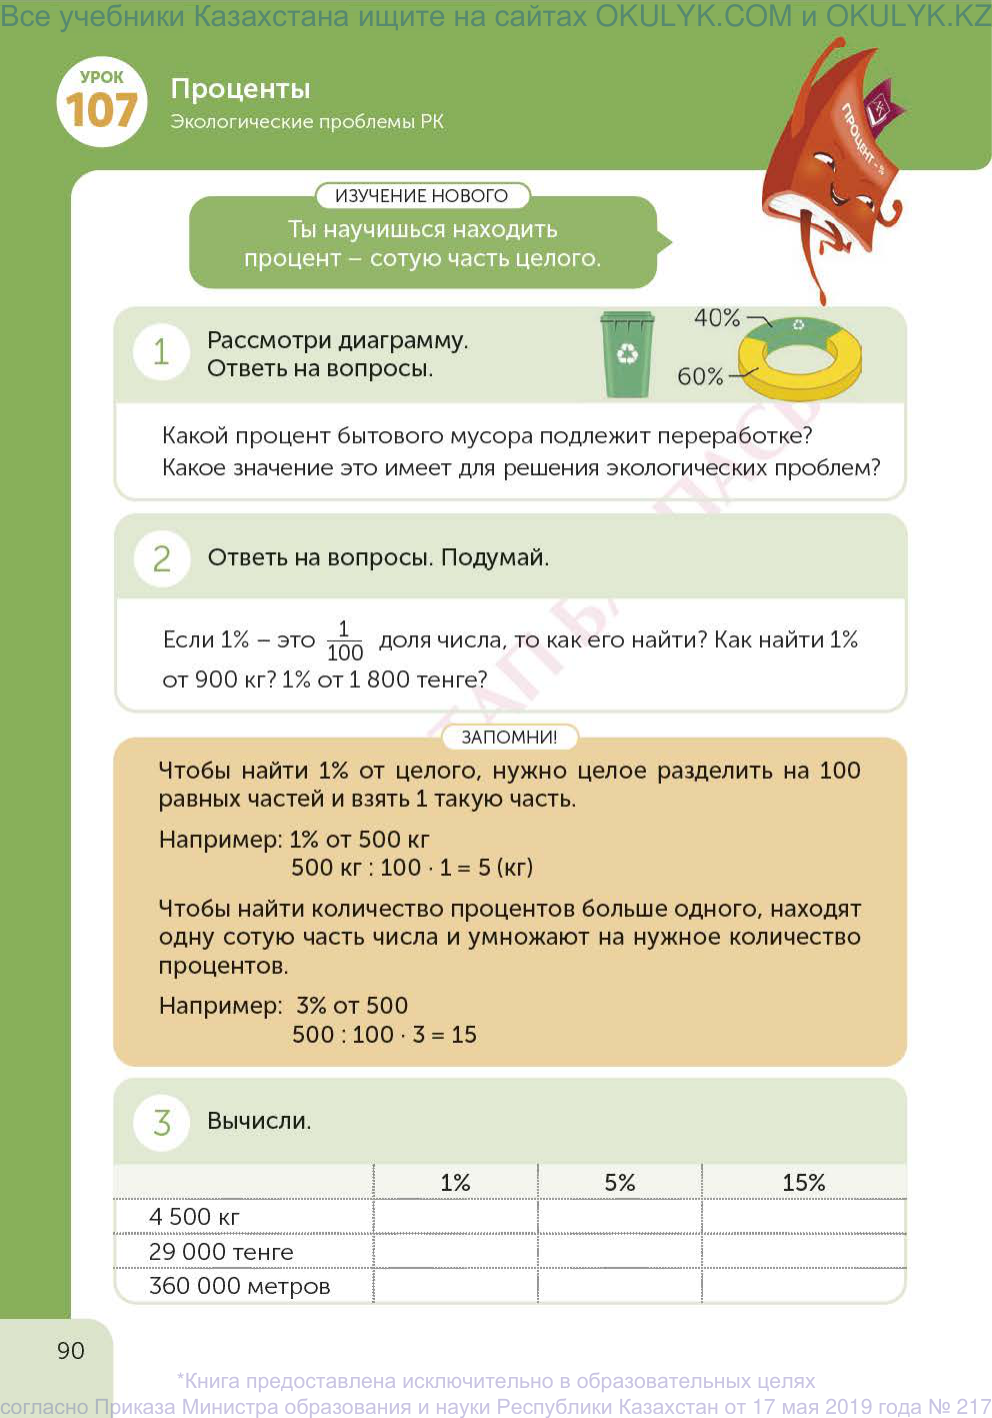 Все учебники Казахстана ищите на сайтах OKULYK.COM и OKULYK.KZ
УРОК
107
Проценты
Экологические проблемы РК
ПРОЦЕНТ - %
ИЗУЧЕНИЕ НОВОГО
Ты научишься находить
процент – сотую часть целого.
1
Рассмотри диаграмму.
Ответь на вопросы.
40%
60%
Какой процент бытового мусора подлежит переработке?
Какое значение это имеет для решения экологических проблем?
2
Ответь на вопросы. Подумай.
Если 1% – это 1/100 доля числа, то как его найти? Как найти 1%
от 900 кг? 1% от 1 800 тенге?
ЗАПОМНИ!
Чтобы найти 1% от целого, нужно целое разделить на 100
равных частей и взять 1 такую часть.
Например: 1% от 500 кг
500 кг : 100 · 1 = 5 (кг)
Чтобы найти количество процентов больше одного, находят
одну сотую часть числа и умножают на нужное количество
процентов.
Например: 3% от 500
500 : 100 · 3 = 15
3
Вычисли.
1% 5% 15%
4 500 кг
29 000 тенге
360 000 метров
90
*Книга предоставлена исключительно в образовательных целях
согласно Приказа Министра образования и науки Республики Казахстан от 17 мая 2019 года № 217